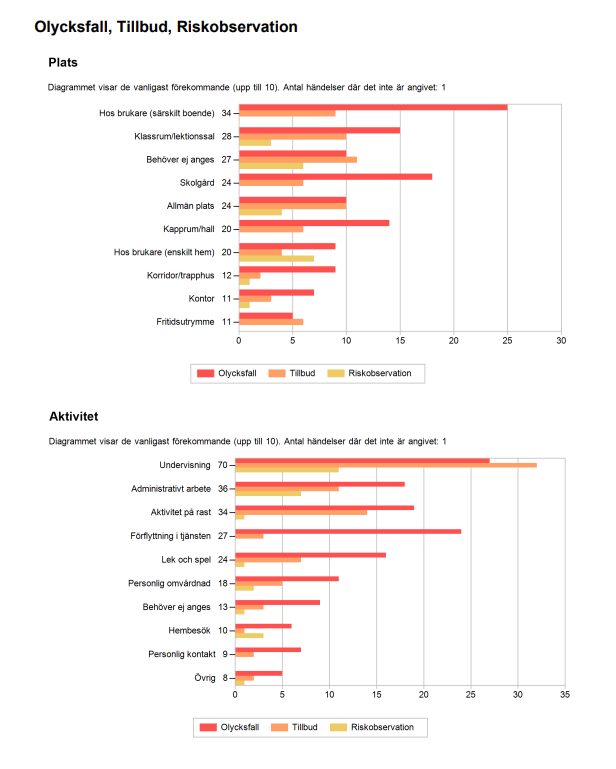 Olycksfall, Tillbud, Riskobservation
Plats
Diagrammet visar de vanligast förekommande (upp till 10). Antal händelser där det inte är angivet: 1
Hos brukare (särskilt boende) 34
Klassrum/lektionssal 28
Behöver ej anges 27
Skolgård 24
Allmän plats 24
Kapprum/hall 20
Hos brukare (enskilt hem) 20
Korridor/trapphus 12
Kontor 11
Fritidsutrymme 11
0 5 10 15 20 25 30
Olycksfall Tillbud Riskobservation
Aktivitet
Diagrammet visar de vanligast förekommande (upp till 10). Antal händelser där det inte är angivet: 1
Undervisning 70
Administrativt arbete 36
Aktivitet på rast 34
Förflyttning i tjänsten 27
Lek och spel 24
Personlig omvårdnad 18
Behöver ej anges 13
Hembesök 10
Personlig kontakt 9
Övrig 8
0 5 10 15 20 25 30 35
Olycksfall Tillbud Riskobservation